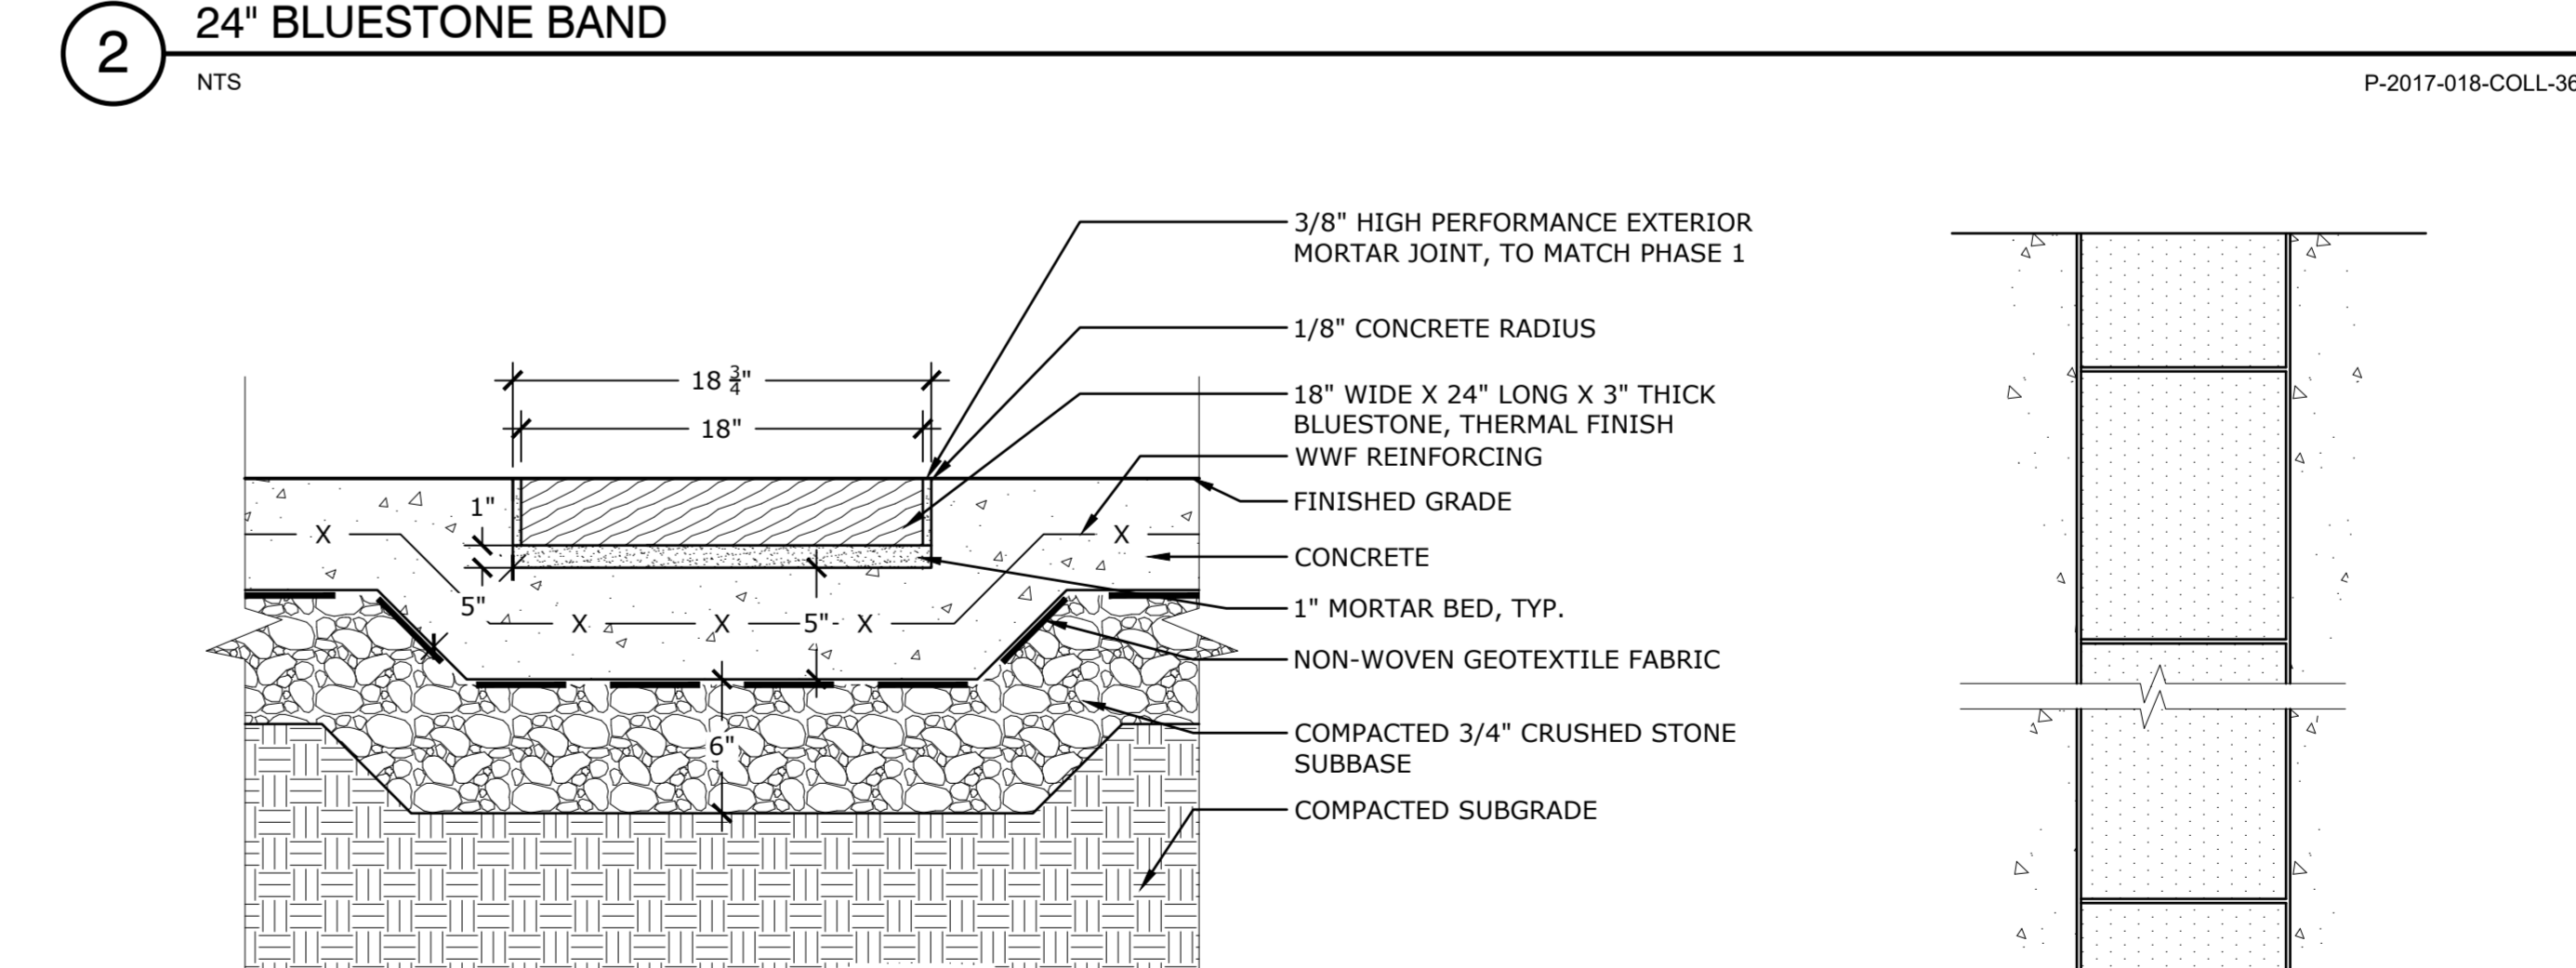 2
24" BLUESTONE BAND
NTS
P-2017-018-COLL-36
3/8" HIGH PERFORMANCE EXTERIOR
MORTAR JOINT, TO MATCH PHASE 1
1/8" CONCRETE RADIUS
18 3/4"
18" WIDE X 24" LONG X 3" THICK
BLUESTONE, THERMAL FINISH
18"
WWF REINFORCING
FINISHED GRADE
1"
X
X
CONCRETE
5"
1" MORTAR BED, TYP.
X X 5"- X
NON-WOVEN GEOTEXTILE FABRIC
6"
COMPACTED 3/4" CRUSHED STONE
SUBBASE
COMPACTED SUBGRADE